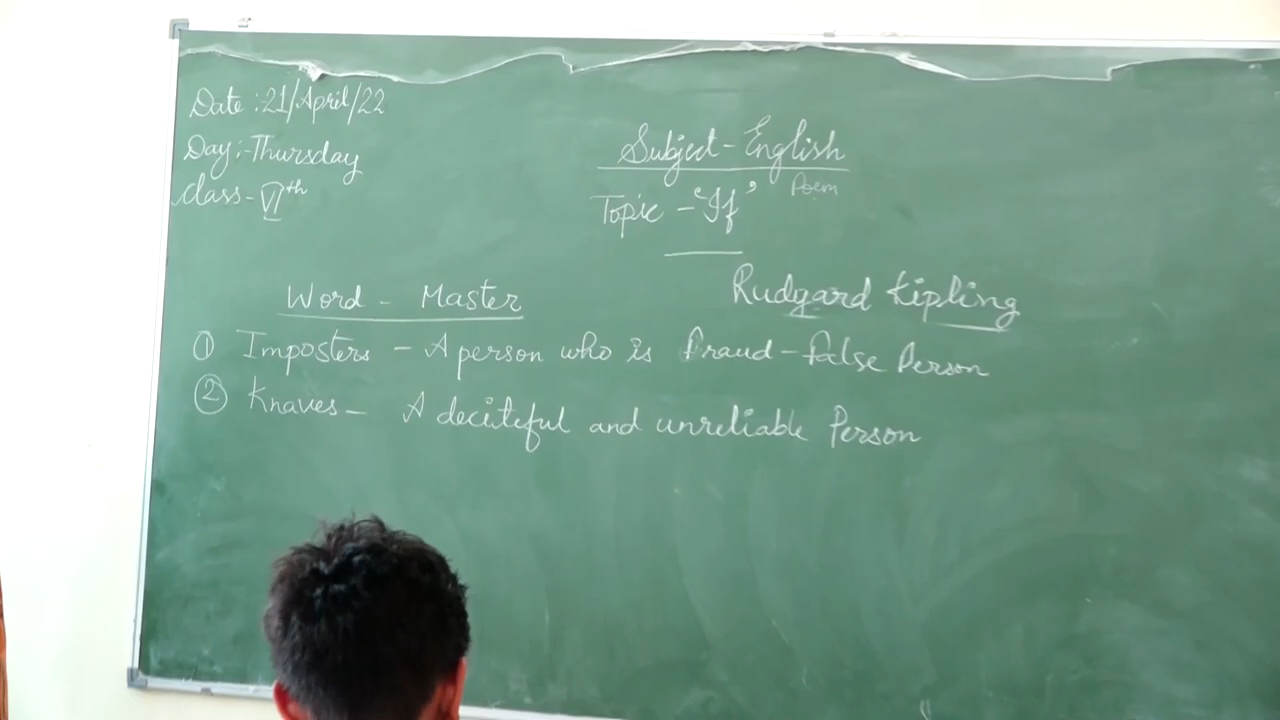 Date :21/April/22
Day:-Thursday
Class-VIth
Subject-English
Poem
Topic -'If'
Rudyard Kipling
Word - Master
① Imposters - A person who is fraud-false Person
② Knaves- A deciteful and unreliable Person